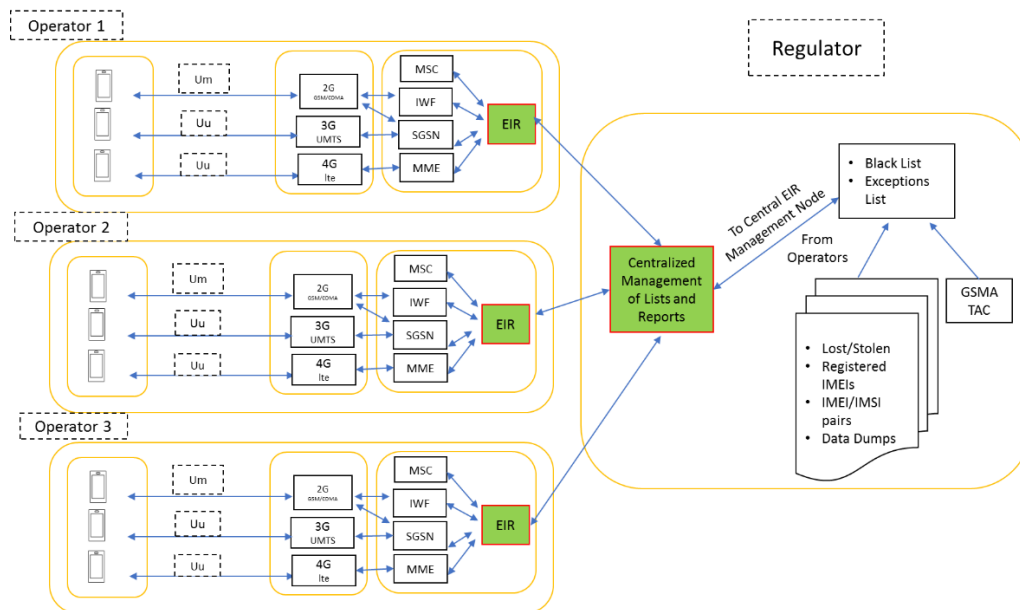 Operator 1
Um
Uu
Uu
2G
GSM/CDMA
3G
UMTS
4G
lte
MSC
IWF
SGSN
MME
EIR
Operator 2
Um
Uu
Uu
2G
GSM/CDMA
3G
UMTS
4G
lte
MSC
IWF
SGSN
MME
EIR
Operator 3
Um
Uu
Uu
2G
GSM/CDMA
3G
UMTS
4G
lte
MSC
IWF
SGSN
MME
EIR
Regulator
Centralized
Management
of Lists and
Reports
To Central EIR
Management Node
• Black List
• Exceptions
List
From
Operators
GSMA
TAC
• Lost/Stolen
• Registered
IMEIs
• IMEI/IMSI
pairs
• Data Dumps